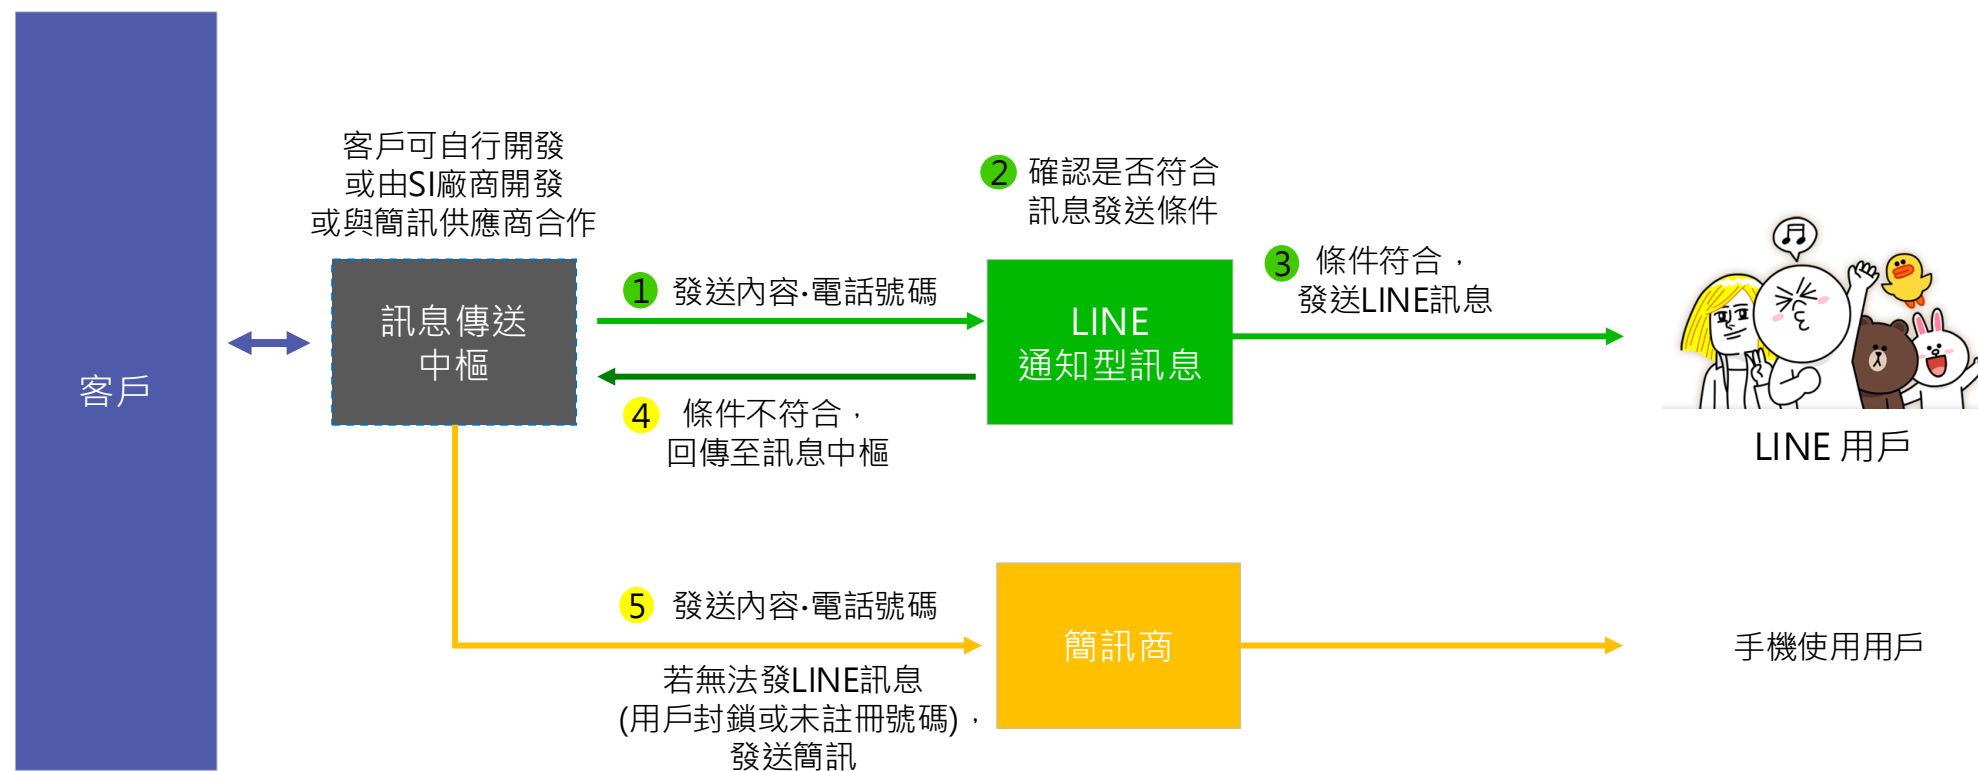 客戶
客戶可自行開發
或由SI廠商開發
或與簡訊供應商合作
訊息傳送
中樞
1 發送內容·電話號碼
2 確認是否符合
訊息發送條件
LINE
通知型訊息
3 條件符合，
發送LINE訊息
4 條件不符合，
回傳至訊息中樞
LINE 用戶
5 發送內容·電話號碼
若無法發LINE訊息
(用戶封鎖或未註冊號碼)，
發送簡訊
簡訊商
手機使用用戶